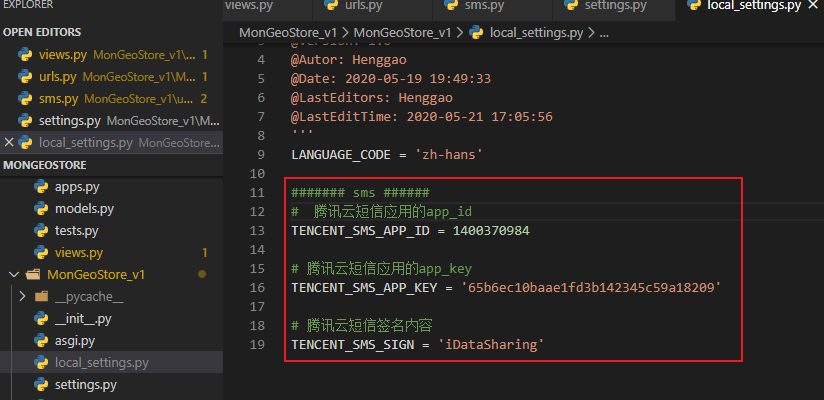 EXPLORER
OPEN EDITORS
views.py MonGeoStore_v1\... 1
urls.py MonGeoStore_v1\M... 1
sms.py MonGeoStore_v1\u... 2
settings.py MonGeoStore_v1\M...
local_settings.py MonGeoStor...
MONGEOSTORE
apps.py
models.py
tests.py
views.py 1
MonGeoStore_v1
__pycache__
__init__.py
asgi.py
local_settings.py
settings.py
views.py urls.py sms.py settings.py local_settings.py
MonGeoStore_v1 > MonGeoStore_v1 > local_settings.py > ...
4 @Autor: Henggao
5 @Date: 2020-05-19 19:49:33
6 @LastEditors: Henggao
7 @LastEditTime: 2020-05-21 17:05:56
8 '''
9 LANGUAGE_CODE = 'zh-hans'
10
11 ####### sms ######
12 #  腾讯云短信应用的app_id
13 TENCENT_SMS_APP_ID = 1400370984
14
15 # 腾讯云短信应用的app_key
16 TENCENT_SMS_APP_KEY = '65b6ec10baae1fd3b142345c59a18209'
17
18 # 腾讯云短信签名内容
19 TENCENT_SMS_SIGN = 'iDataSharing'